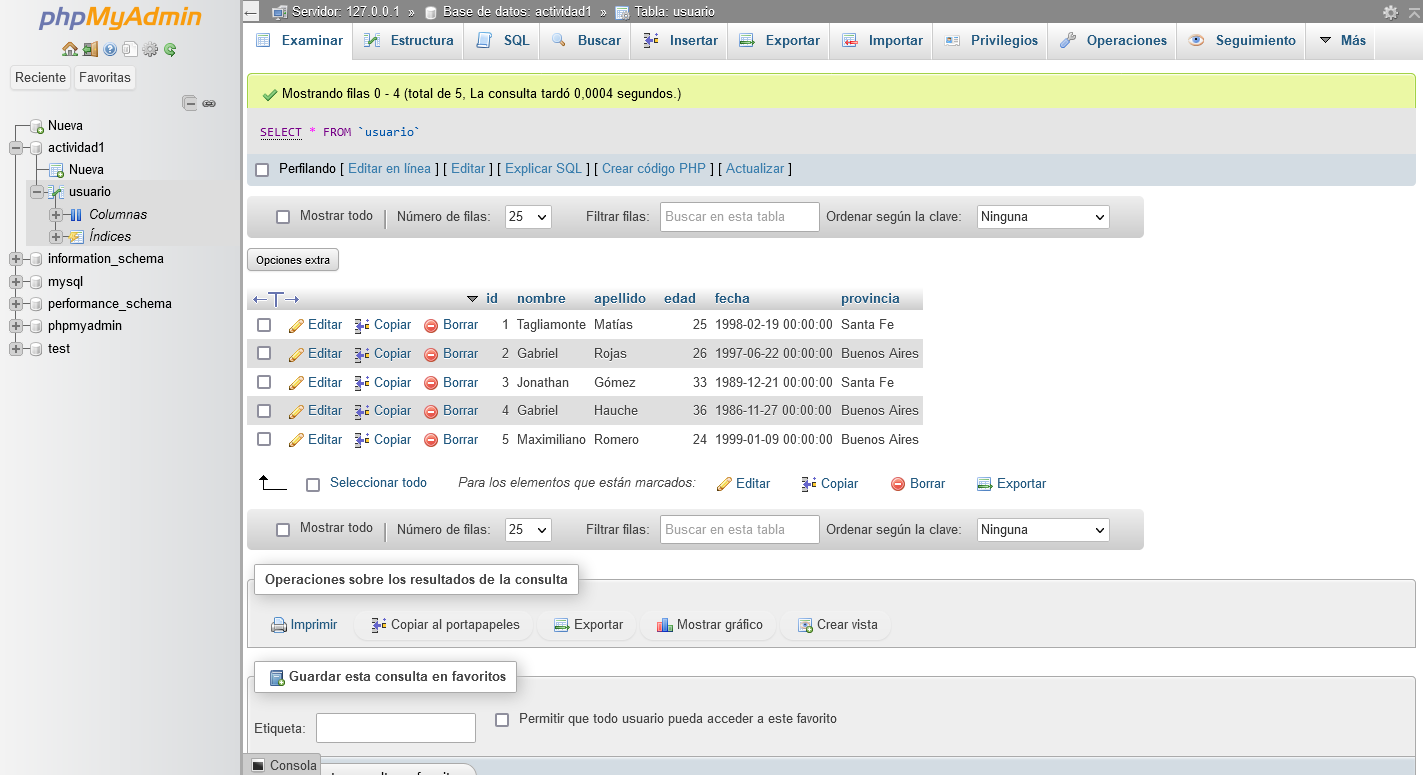 phpMyAdmin
Reciente Favoritas
Nueva
actividad1
Nueva
usuario
Columnas
Índices
information_schema
mysql
performance_schema
phpmyadmin
test
Servidor: 127.0.0.1 » Base de datos: actividad1 » Tabla: usuario
Examinar Estructura SQL Buscar Insertar Exportar Importar Privilegios Operaciones Seguimiento Más
Mostrando filas 0 - 4 (total de 5, La consulta tardó 0,0004 segundos.)
SELECT * FROM `usuario`
Perfilando [ Editar en línea ] [ Editar ] [ Explicar SQL ] [ Crear código PHP ] [ Actualizar ]
Mostrar todo Número de filas: 25 Filtrar filas: Buscar en esta tabla Ordenar según la clave: Ninguna
Opciones extra
←T→ id nombre apellido edad fecha provincia
Editar Copiar Borrar 1 Tagliamonte Matías 25 1998-02-19 00:00:00 Santa Fe
Editar Copiar Borrar 2 Gabriel Rojas 26 1997-06-22 00:00:00 Buenos Aires
Editar Copiar Borrar 3 Jonathan Gómez 33 1989-12-21 00:00:00 Santa Fe
Editar Copiar Borrar 4 Gabriel Hauche 36 1986-11-27 00:00:00 Buenos Aires
Editar Copiar Borrar 5 Maximiliano Romero 24 1999-01-09 00:00:00 Buenos Aires
Seleccionar todo Para los elementos que están marcados: Editar Copiar Borrar Exportar
Mostrar todo Número de filas: 25 Filtrar filas: Buscar en esta tabla Ordenar según la clave: Ninguna
Operaciones sobre los resultados de la consulta
Imprimir Copiar al portapapeles Exportar Mostrar gráfico Crear vista
Guardar esta consulta en favoritos
Etiqueta: Permitir que todo usuario pueda acceder a este favorito
Consola